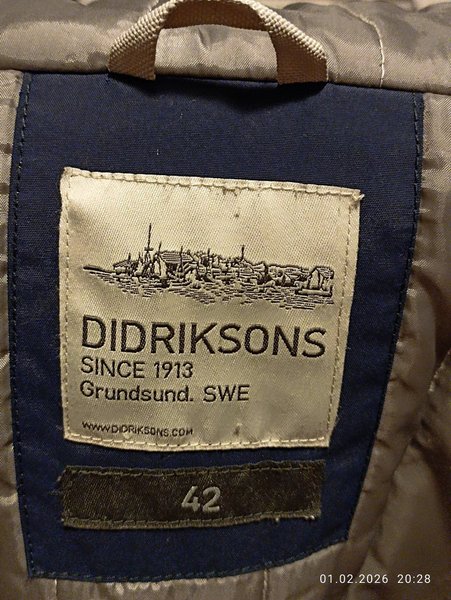 DIDRIKSONS
SINCE 1913
Grundsund. SWE
WWW.DIDRIKSONS.COM
42
01.02.2026 20:28